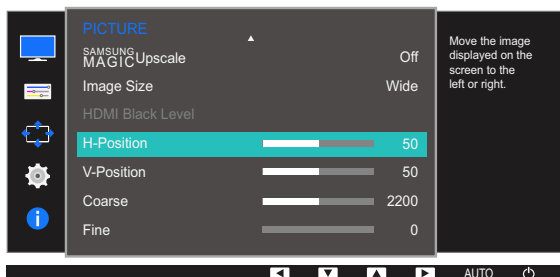 PICTURE
SAMSUNG MAGIC Upscale Off
Image Size Wide
HDMI Black Level
H-Position 50
V-Position 50
Coarse 2200
Fine 0
Move the image
displayed on the
screen to the
left or right.
AUTO